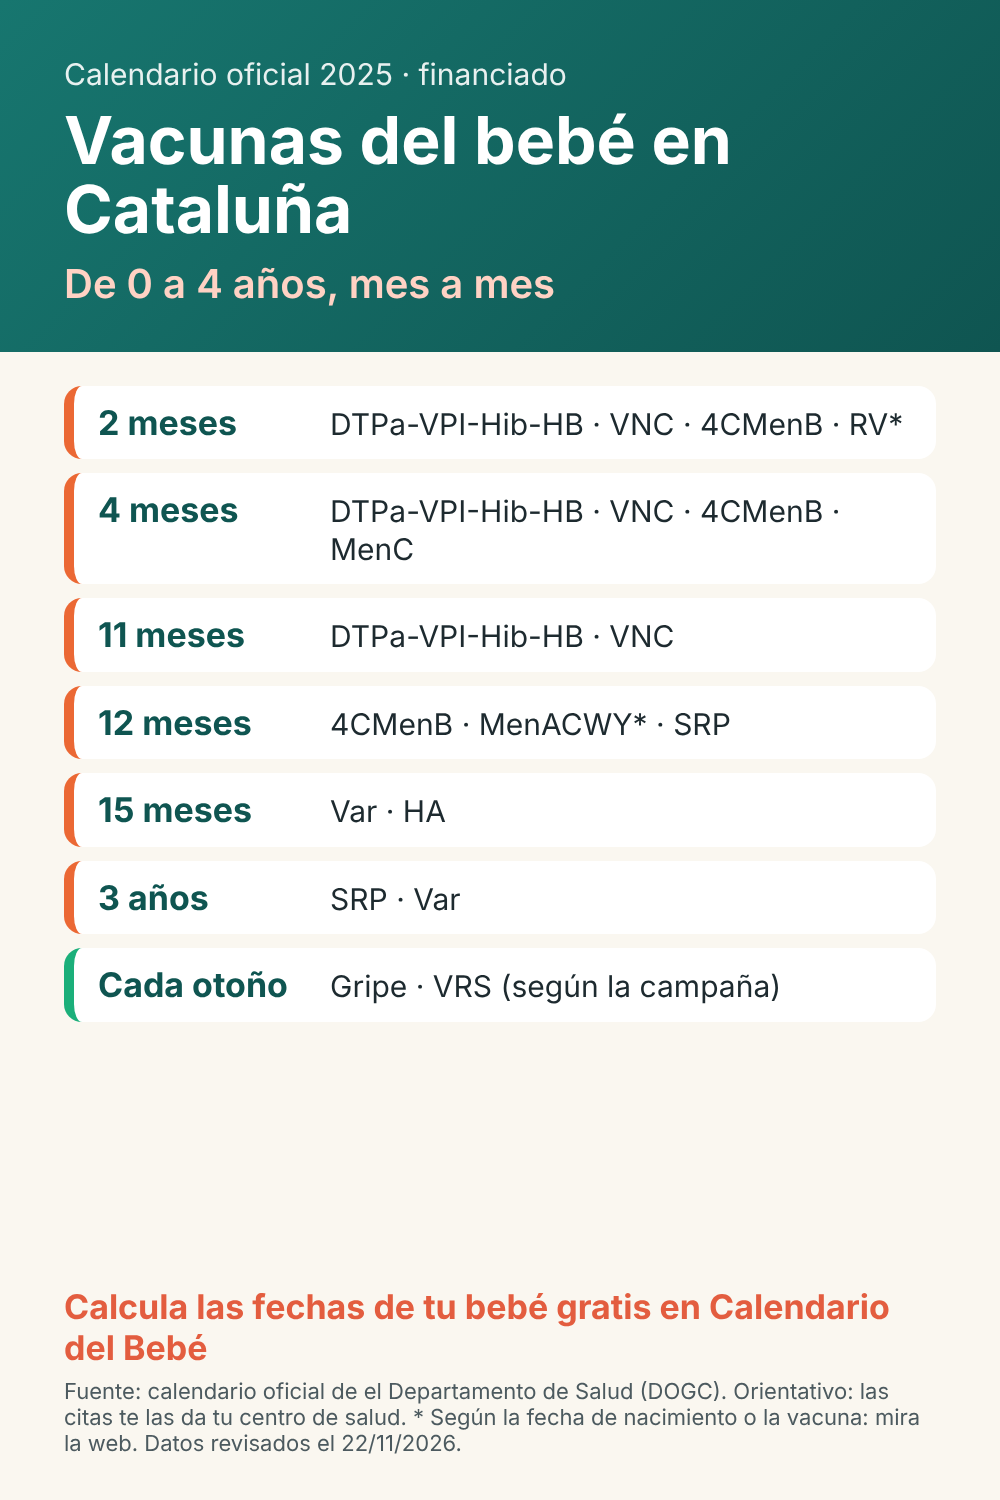 Calendario oficial 2025 · financiado
Vacunas del bebé en
Cataluña
De 0 a 4 años, mes a mes
2 meses DTPa-VPI-Hib-HB · VNC · 4CMenB · RV*
4 meses DTPa-VPI-Hib-HB · VNC · 4CMenB ·
MenC
11 meses DTPa-VPI-Hib-HB · VNC
12 meses 4CMenB · MenACWY* · SRP
15 meses Var · HA
3 años SRP · Var
Cada otoño Gripe · VRS (según la campaña)
Calcula las fechas de tu bebé gratis en Calendario
del Bebé
Fuente: calendario oficial de el Departamento de Salud (DOGC). Orientativo: las
citas te las da tu centro de salud. * Según la fecha de nacimiento o la vacuna: mira
la web. Datos revisados el 22/11/2026.